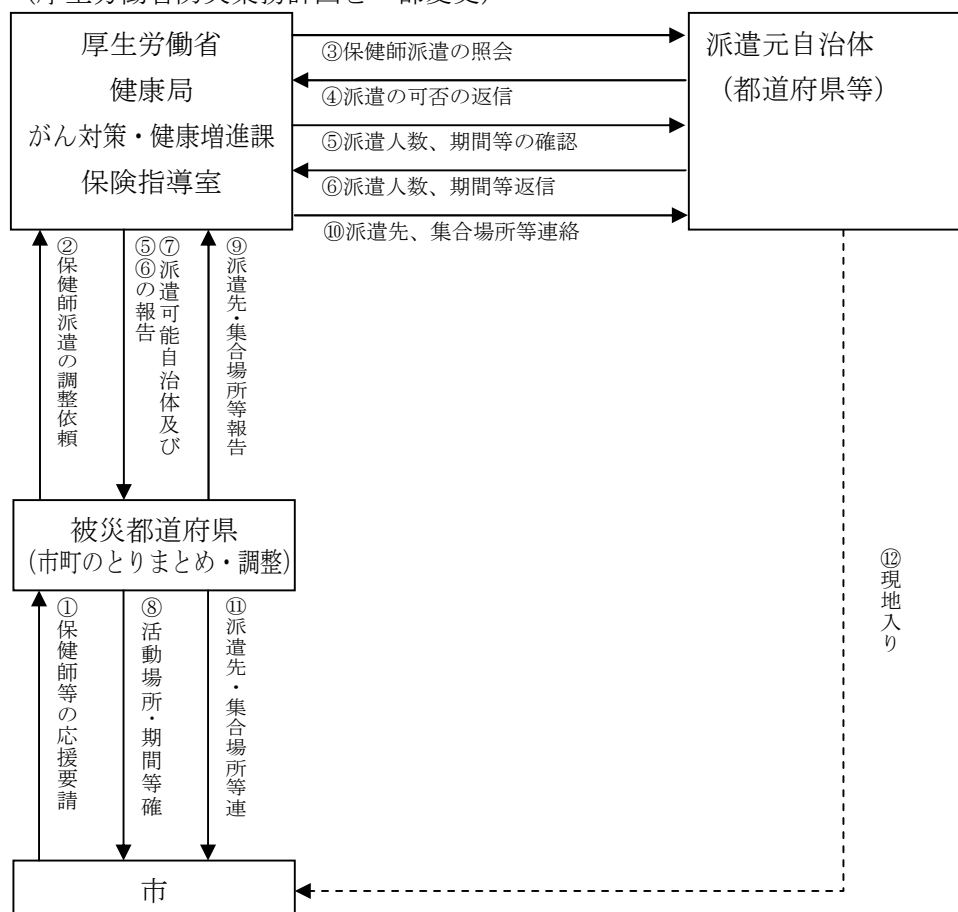 （厚生労働省防災業務計画を一部変更）
厚生労働省
健康局
がん対策・健康増進課
保険指導室
③保健師派遣の照会
④派遣の可否の返信
⑤派遣人数、期間等の確認
⑥派遣人数、期間等返信
⑩派遣先、集合場所等連絡
派遣元自治体
（都道府県等）
②保健師派遣の調整依頼
⑦派遣可能自治体及び
⑤⑥の報告
⑨派遣先・集合場所等報告
被災都道府県
（市町のとりまとめ・調整）
①保健師等の応援要請
⑧活動場所・期間等確
⑪派遣先・集合場所等連
⑫現地入り
市